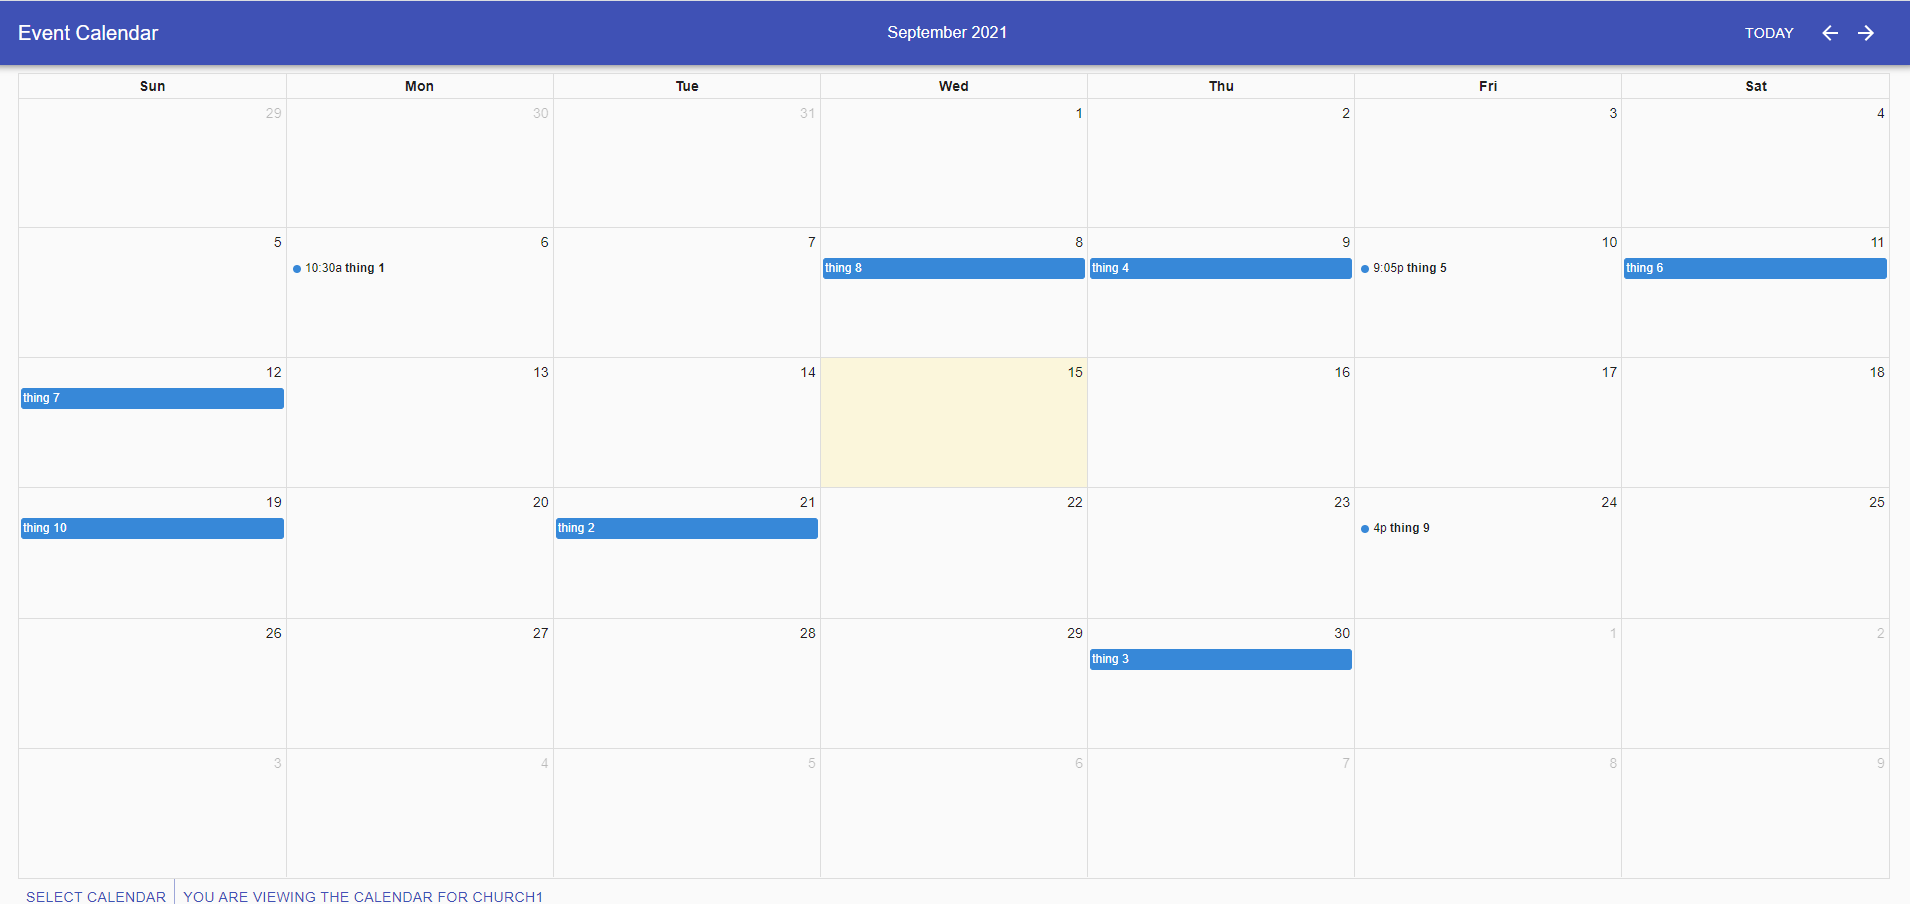 Event Calendar September 2021 TODAY
Sun Mon Tue Wed Thu Fri Sat
29 30 31 1 2 3 4
5 6 7 8 9 10 11
10:30a thing 1 thing 8 thing 4 9:05p thing 5 thing 6
12 13 14 15 16 17 18
thing 7
19 20 21 22 23 24 25
thing 10 thing 2 4p thing 9
26 27 28 29 30 1 2
thing 3
3 4 5 6 7 8 9
SELECT CALENDAR YOU ARE VIEWING THE CALENDAR FOR CHURCH1